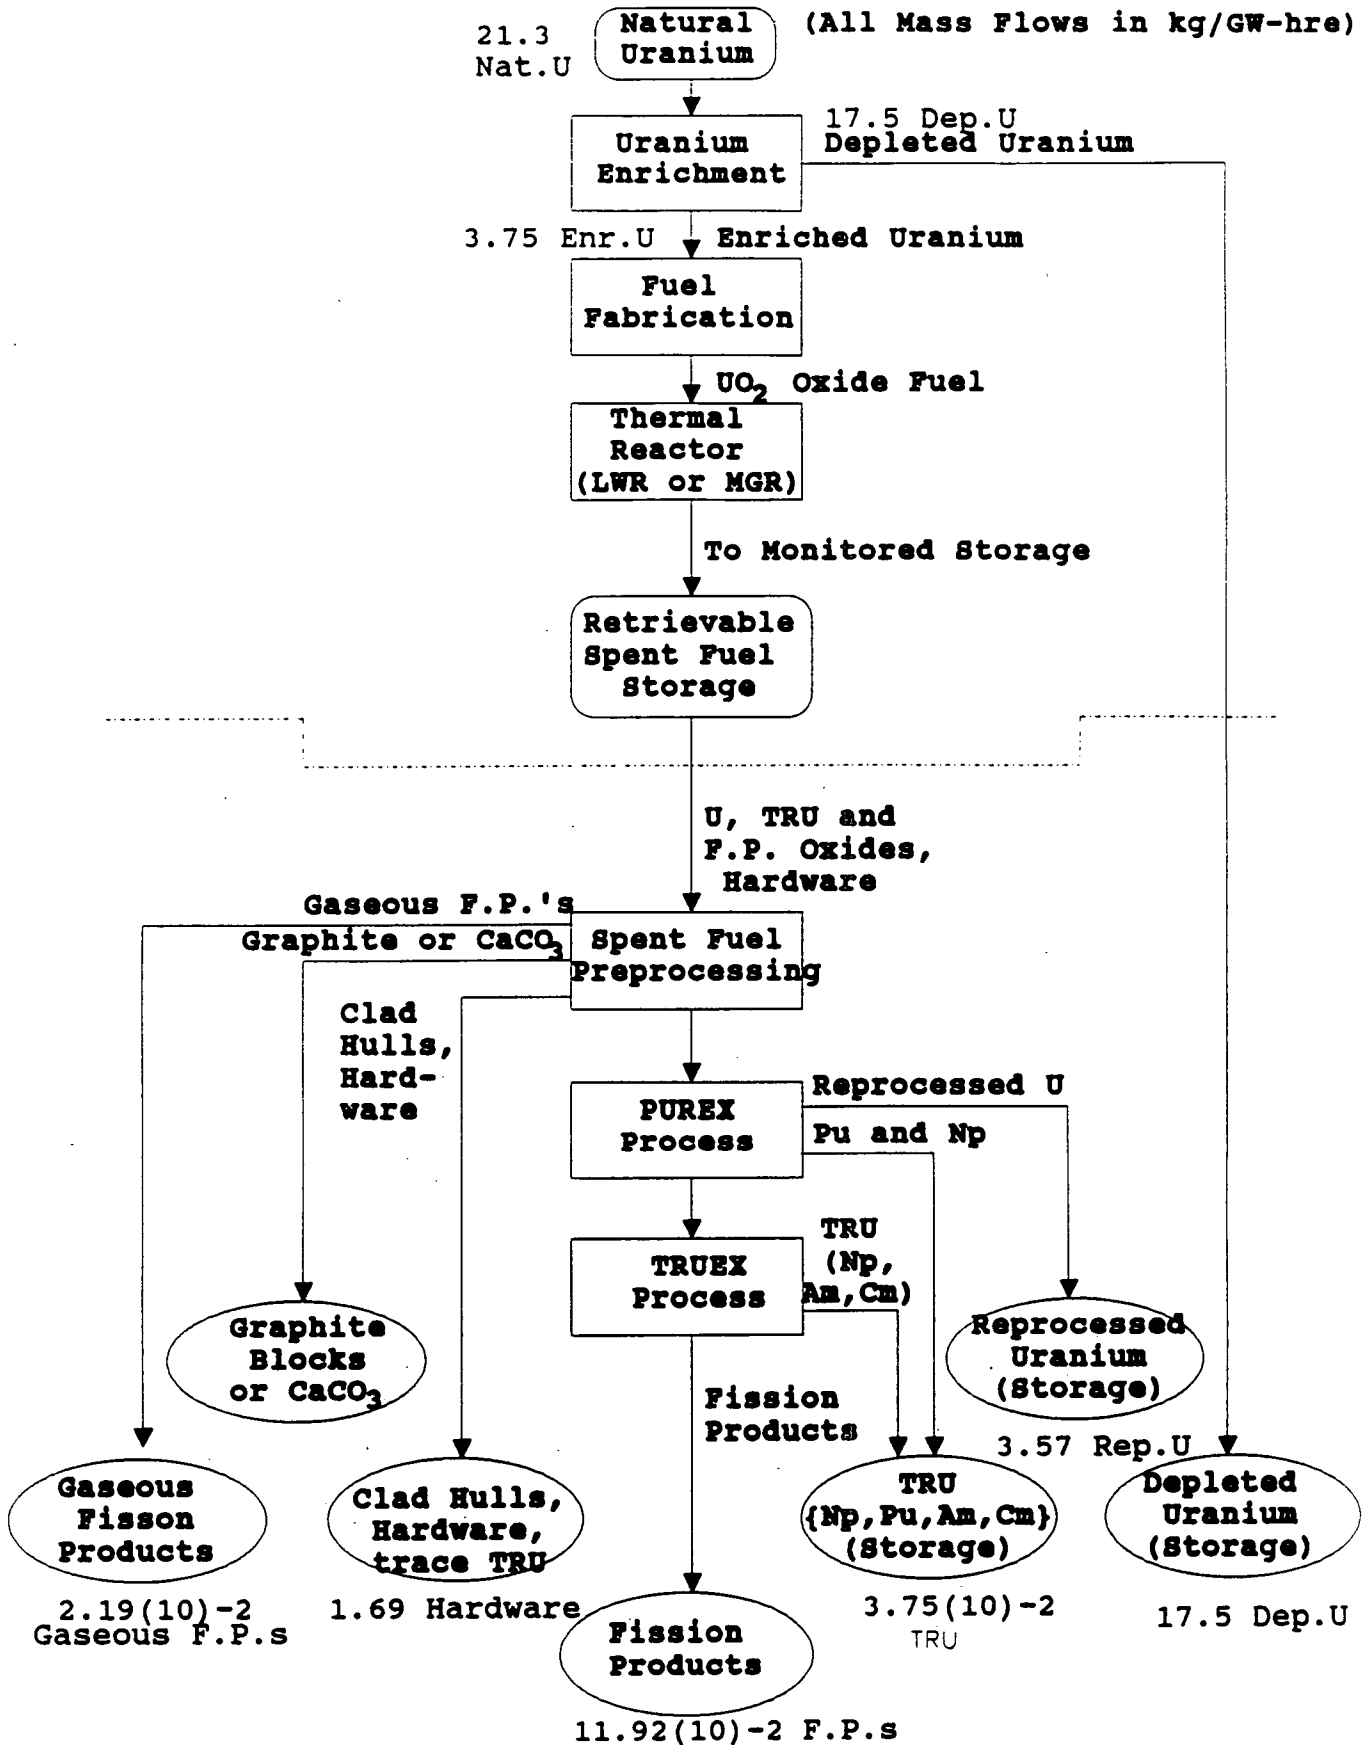 Natural
Uranium
(All Mass Flows in kg/GW-hre)
21.3
Nat.U
Uranium
Enrichment
17.5 Dep.U
Depleted Uranium
3.75 Enr.U
Enriched Uranium
Fuel
Fabrication
UO2 Oxide Fuel
Thermal
Reactor
(LWR or MGR)
To Monitored Storage
Retrievable
Spent Fuel
Storage
U, TRU and
F.P. Oxides,
Hardware
Gaseous F.P.'s
Graphite or CaCO3
Spent Fuel
Preprocessing
Clad
Hulls,
Hard-
ware
PUREX
Process
Reprocessed U
Pu and Np
TRUEX
Process
TRU
(Np,
Am,Cm)
Graphite
Blocks
or CaCO3
Reprocessed
Uranium
(Storage)
Fission
Products
3.57 Rep.U
Gaseous
Fisson
Products
Clad Hulls,
Hardware,
trace TRU
TRU
{Np,Pu,Am,Cm}
(Storage)
Depleted
Uranium
(Storage)
2.19(10)-2
Gaseous F.P.s
1.69 Hardware
Fission
Products
3.75(10)-2
TRU
17.5 Dep.U
11.92(10)-2 F.P.s